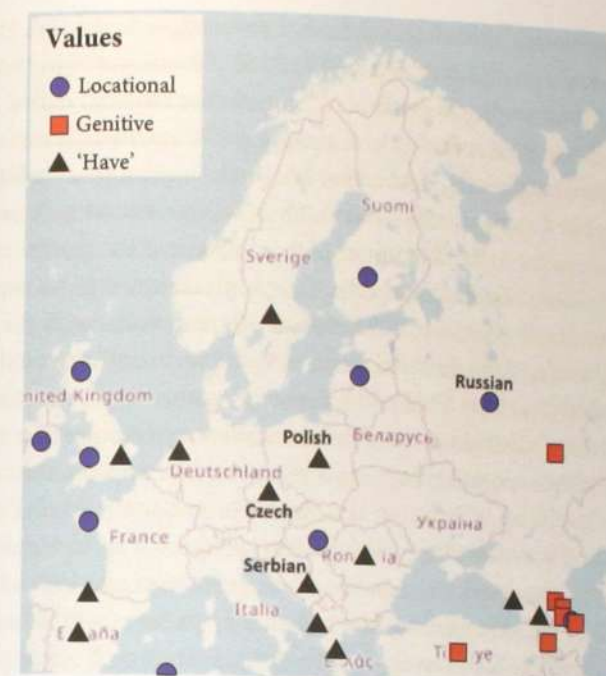 Values
Locational
Genitive
'Have'
Suomi
Sverige
Russian
nited Kingdom
Polish
Беларусь
Deutschland
Czech
Україна
France
Serbian
Italia